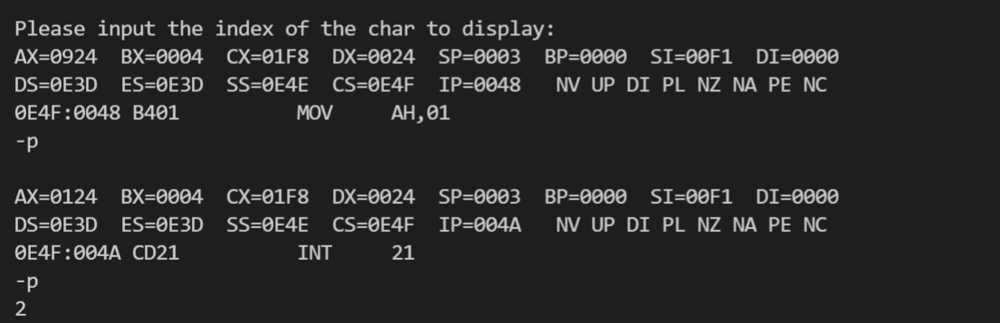 Please input the index of the char to display:
AX=0924  BX=0004  CX=01F8  DX=0024  SP=0003  BP=0000  SI=00F1  DI=0000
DS=0E3D  ES=0E3D  SS=0E4E  CS=0E4F  IP=0048   NV UP DI PL NZ NA PE NC
0E4F:0048 B401          MOV     AH,01
-p
AX=0124  BX=0004  CX=01F8  DX=0024  SP=0003  BP=0000  SI=00F1  DI=0000
DS=0E3D  ES=0E3D  SS=0E4E  CS=0E4F  IP=004A   NV UP DI PL NZ NA PE NC
0E4F:004A CD21          INT     21
-p
2